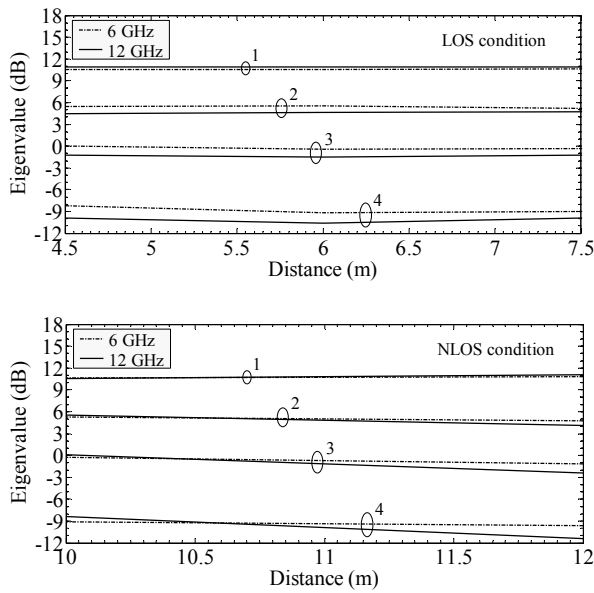 18
15
12
9
6
3
0
-3
-6
-9
-12
Eigenvalue (dB)
6 GHz
12 GHz
LOS condition
1
2
3
4
4.5 5 5.5 6 6.5 7 7.5
Distance (m)
18
15
12
9
6
3
0
-3
-6
-9
-12
Eigenvalue (dB)
6 GHz
12 GHz
NLOS condition
1
2
3
4
10 10.5 11 11.5 12
Distance (m)